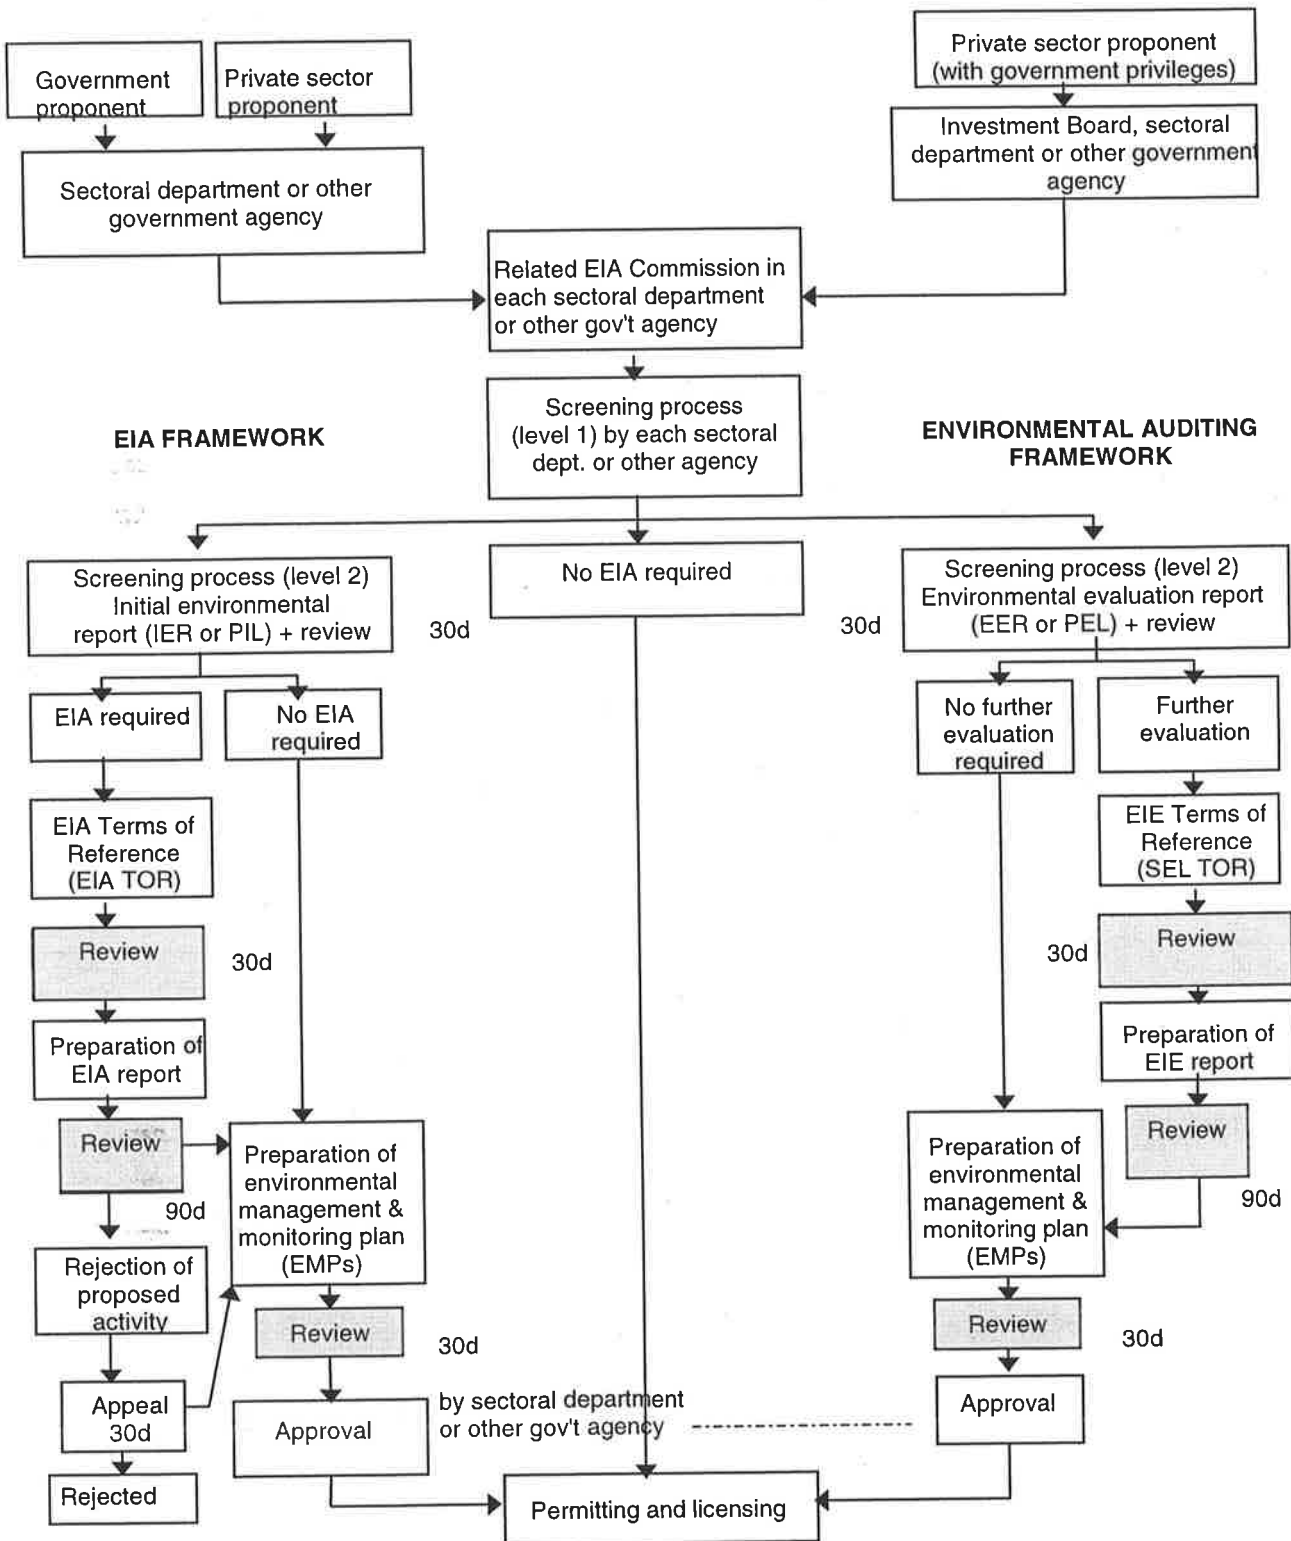 Government
proponent
Private sector
proponent
Private sector proponent
(with government privileges)
Sectoral department or other
government agency
Investment Board, sectoral
department or other government
agency
Related EIA Commission in
each sectoral department
or other gov't agency
Screening process
(level 1) by each sectoral
dept. or other agency
EIA FRAMEWORK
ENVIRONMENTAL AUDITING
FRAMEWORK
Screening process (level 2)
Initial environmental
report (IER or PIL) + review
30d
No EIA required
30d
Screening process (level 2)
Environmental evaluation report
(EER or PEL) + review
EIA required
No EIA
required
No further
evaluation
required
Further
evaluation
EIA Terms of
Reference
(EIA TOR)
EIE Terms of
Reference
(SEL TOR)
Review
30d
30d
Review
Preparation of
EIA report
Preparation of
EIE report
Review
90d
Preparation of
environmental
management &
monitoring plan
(EMPs)
Preparation of
environmental
management &
monitoring plan
(EMPs)
Review
90d
Rejection of
proposed
activity
Review
30d
Review
30d
Appeal
30d
Approval
by sectoral department
or other gov't agency
Approval
Rejected
Permitting and licensing